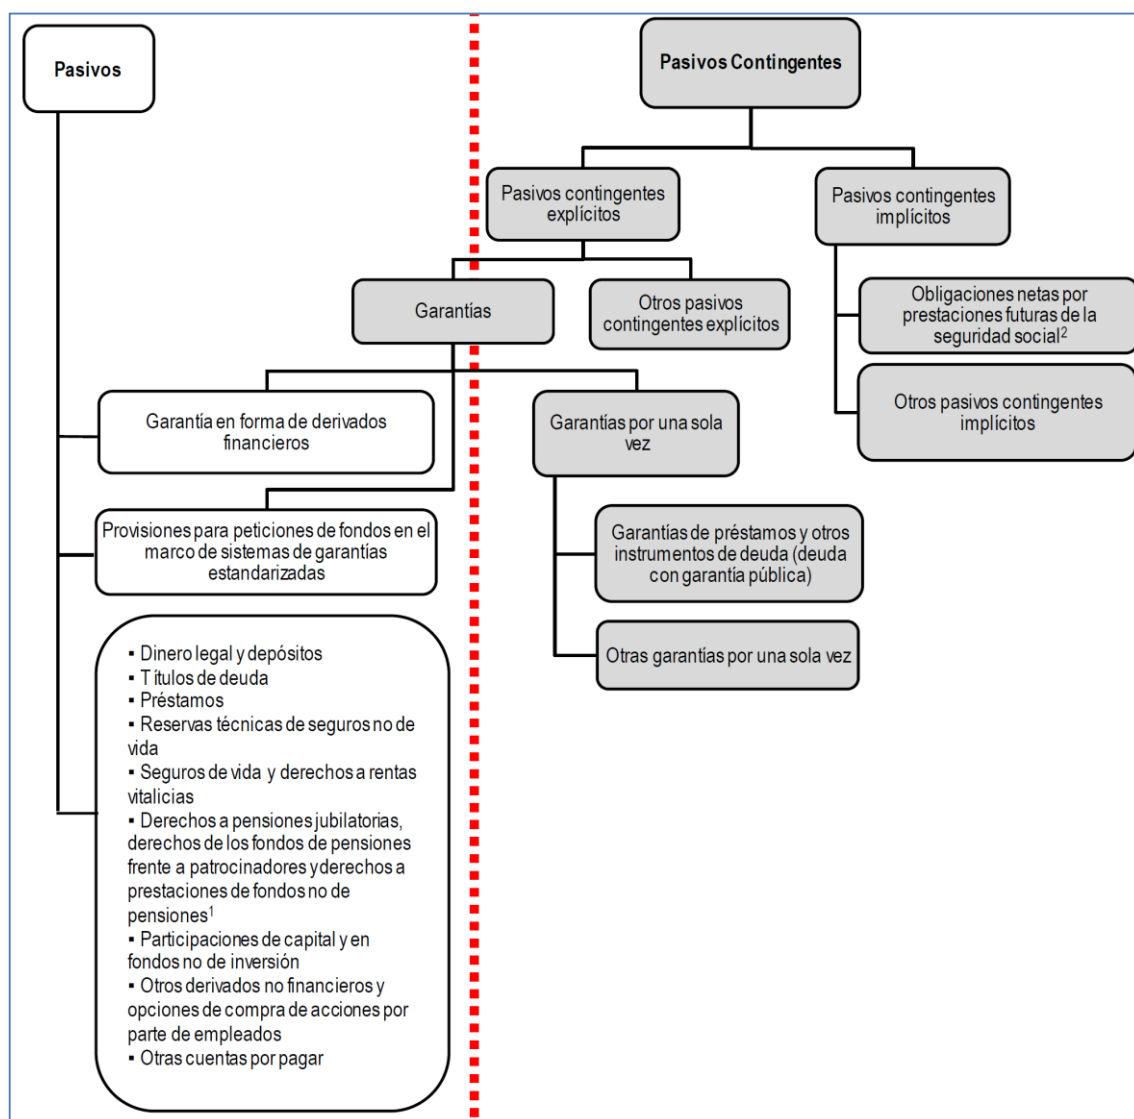 Pasivos
Pasivos Contingentes
Pasivos contingentes
explícitos
Pasivos contingentes
implícitos
Garantías
Otros pasivos
contingentes explícitos
Obligaciones netas por
prestaciones futuras de la
seguridad social²
Otros pasivos contingentes
implícitos
Garantía en forma de derivados
financieros
Garantías por una sola
vez
Provisiones para peticiones de fondos en el
marco de sistemas de garantías
estandarizadas
Garantías de préstamos y otros
instrumentos de deuda (deuda
con garantía pública)
Otras garantías por una sola vez
▪ Dinero legal y depósitos
▪ Títulos de deuda
▪ Préstamos
▪ Reservas técnicas de seguros no de
vida
▪ Seguros de vida y derechos a rentas
vitalicias
▪ Derechos a pensiones jubilatorias,
derechos de los fondos de pensiones
frente a patrocinadores y derechos a
prestaciones de fondos no de
pensiones¹
▪ Participaciones de capital y en
fondos no de inversión
▪ Otros derivados no financieros y
opciones de compra de acciones por
parte de empleados
▪ Otras cuentas por pagar